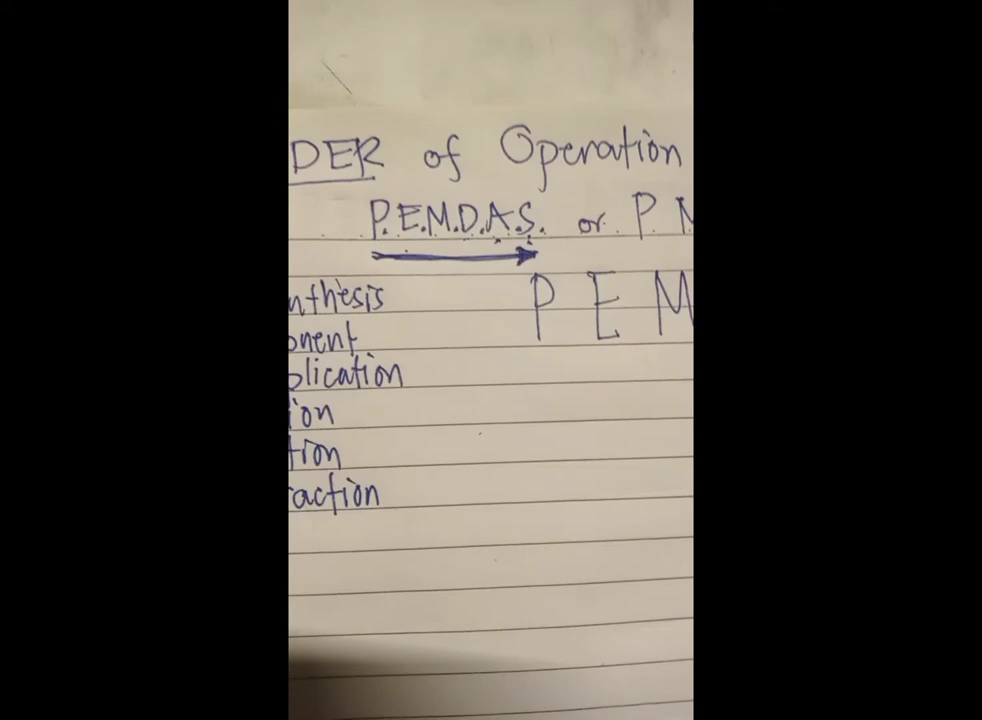 DER of Operation
P.E.M.D.A.S. or P M
nthesis
P E M
onent
plication
ion
tion
raction